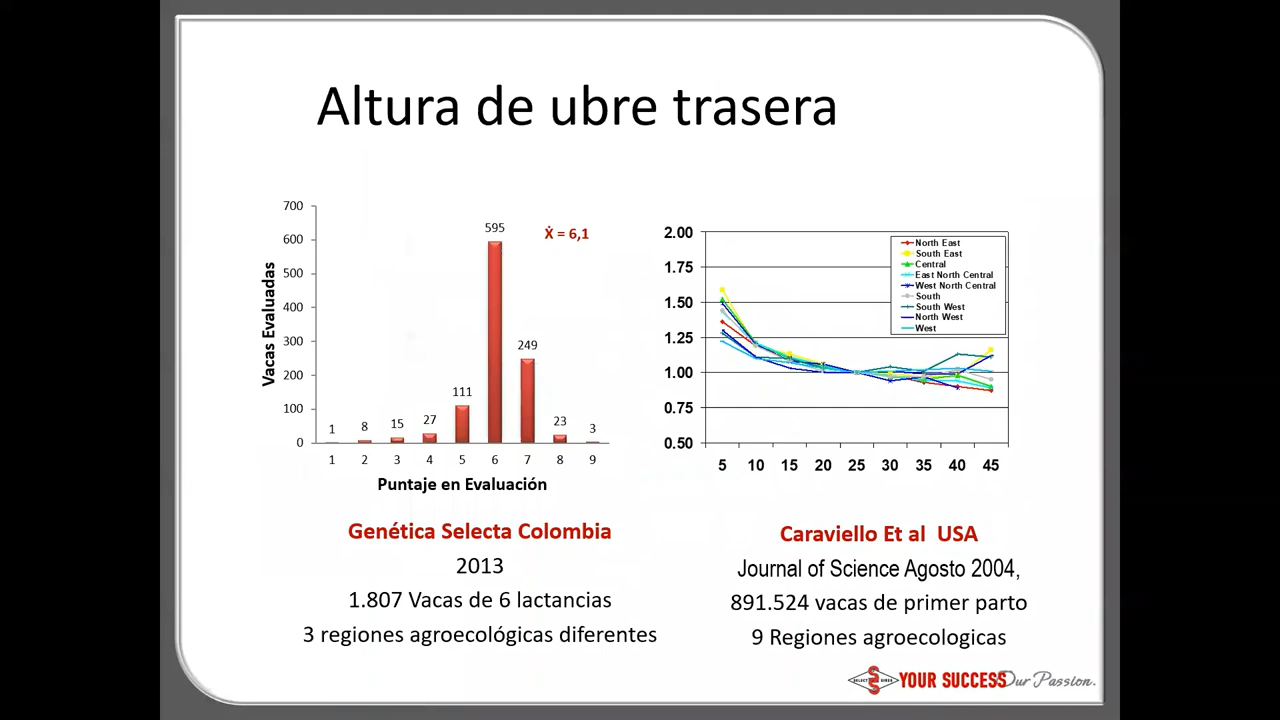 Altura de ubre trasera
700
600
500
400
300
200
100
0
Vacas Evaluadas
1
8
15
27
111
595
249
23
3
Ẋ = 6,1
1 2 3 4 5 6 7 8 9
Puntaje en Evaluación
2.00
1.75
1.50
1.25
1.00
0.75
0.50
North East
South East
Central
East North Central
West North Central
South
South West
North West
West
5 10 15 20 25 30 35 40 45
Genética Selecta Colombia
2013
1.807 Vacas de 6 lactancias
3 regiones agroecológicas diferentes
Caraviello Et al USA
Journal of Science Agosto 2004,
891.524 vacas de primer parto
9 Regiones agroecologicas
SELECT SIRES YOUR SUCCESS Our Passion.